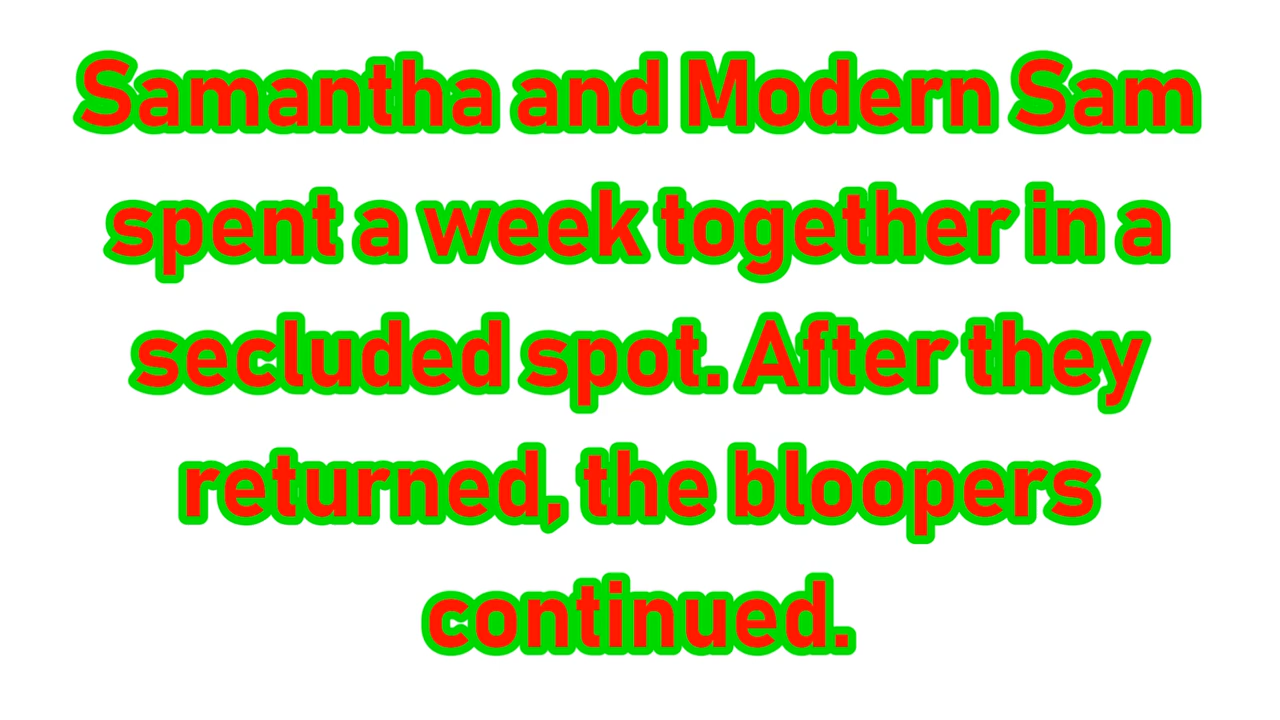 Samantha and Modern Sam
spent a week together in a
secluded spot. After they
returned, the bloopers
continued.